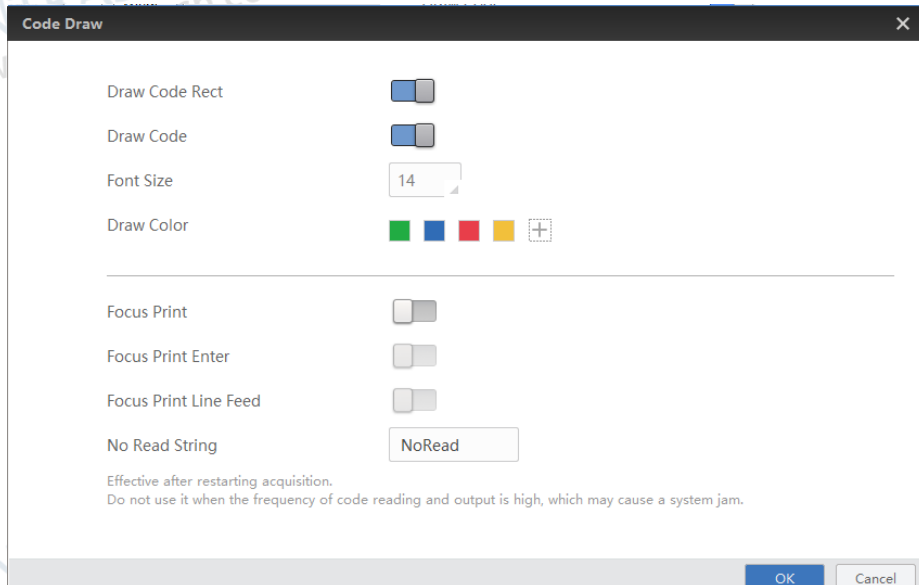 Code Draw
Draw Code Rect
Draw Code
Font Size
14
Draw Color
Focus Print
Focus Print Enter
Focus Print Line Feed
No Read String
NoRead
Effective after restarting acquisition.
Do not use it when the frequency of code reading and output is high, which may cause a system jam.
OK
Cancel